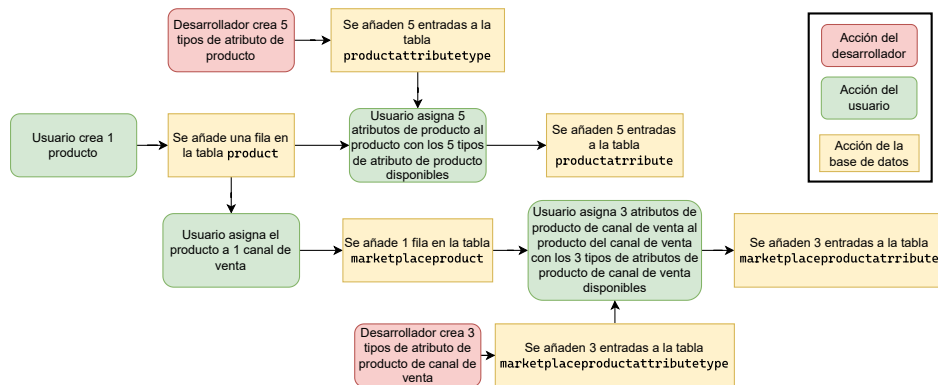 Desarrollador crea 5
tipos de atributo de
producto
Se añaden 5 entradas a la
tabla
productattributetype
Acción del
desarrollador
Acción del
usuario
Acción de la
base de datos
Usuario crea 1
producto
Se añade una fila en
la tabla product
Usuario asigna 5
atributos de producto al
producto con los 5 tipos
de atributo de producto
disponibles
Se añaden 5 entradas
a la tabla
productatrribute
Usuario asigna el
producto a 1 canal de
venta
Se añade 1 fila en la tabla
marketplaceproduct
Usuario asigna 3 atributos de
producto de canal de venta al
producto del canal de venta
con los 3 tipos de atributos de
producto de canal de venta
disponibles
Se añaden 3 entradas a la tabla
marketplaceproductatrribute
Desarrollador crea 3
tipos de atributo de
producto de canal de
venta
Se añaden 3 entradas a la tabla
marketplaceproductattributetype